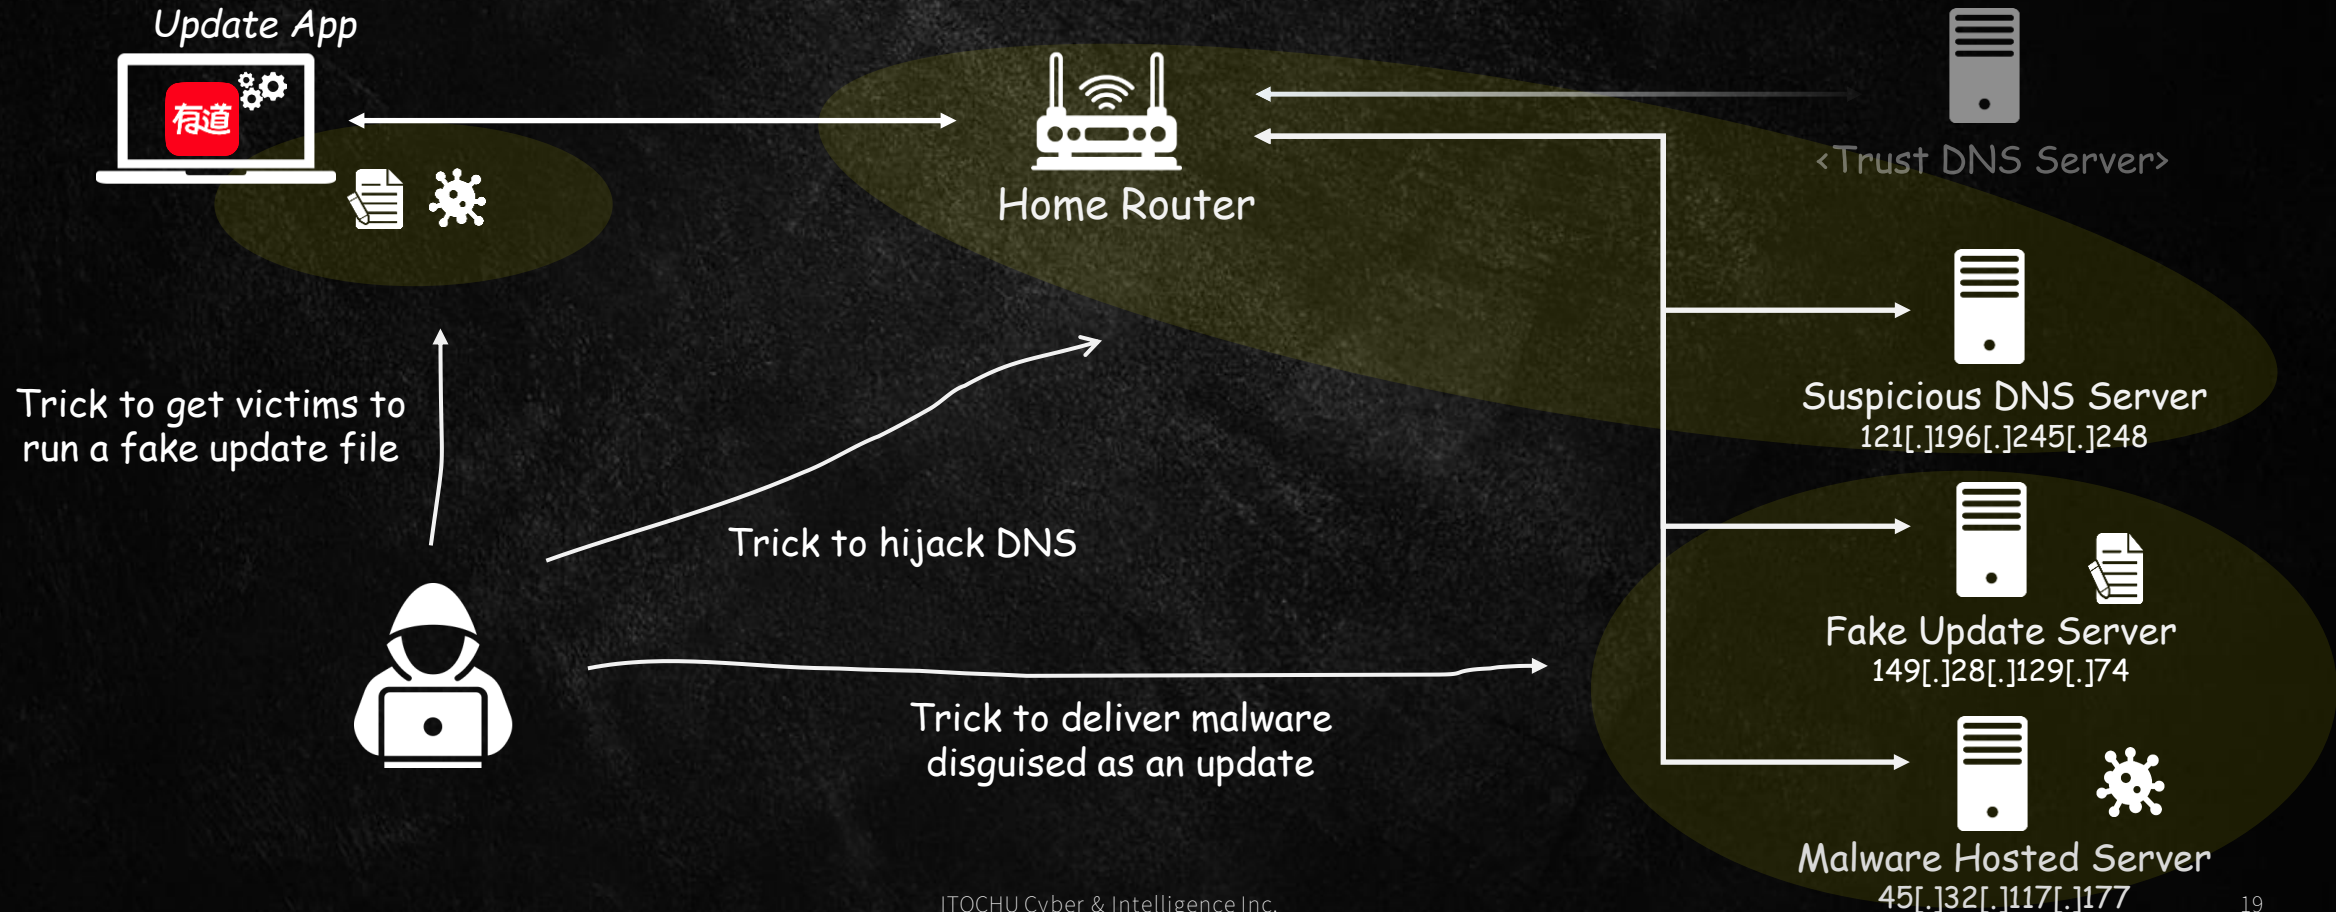 Update App
有道
Home Router
<Trust DNS Server>
Suspicious DNS Server
121[.]196[.]245[.]248
Trick to get victims to
run a fake update file
Trick to hijack DNS
Fake Update Server
149[.]28[.]129[.]74
Trick to deliver malware
disguised as an update
Malware Hosted Server
45[.]32[.]117[.]177
ITOCHU Cyber & Intelligence Inc.
19